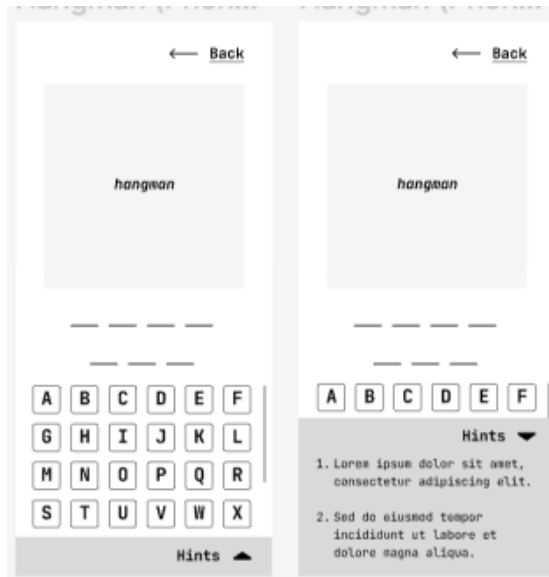 Back
hangman
A B C D E F
G H I J K L
M N O P Q R
S T U V W X
Hints
Back
hangman
A B C D E F
Hints
1. Lorem ipsum dolor sit amet,
consectetur adipiscing elit.
2. Sed do eiusmod tempor
incididunt ut labore et
dolore magna aliqua.